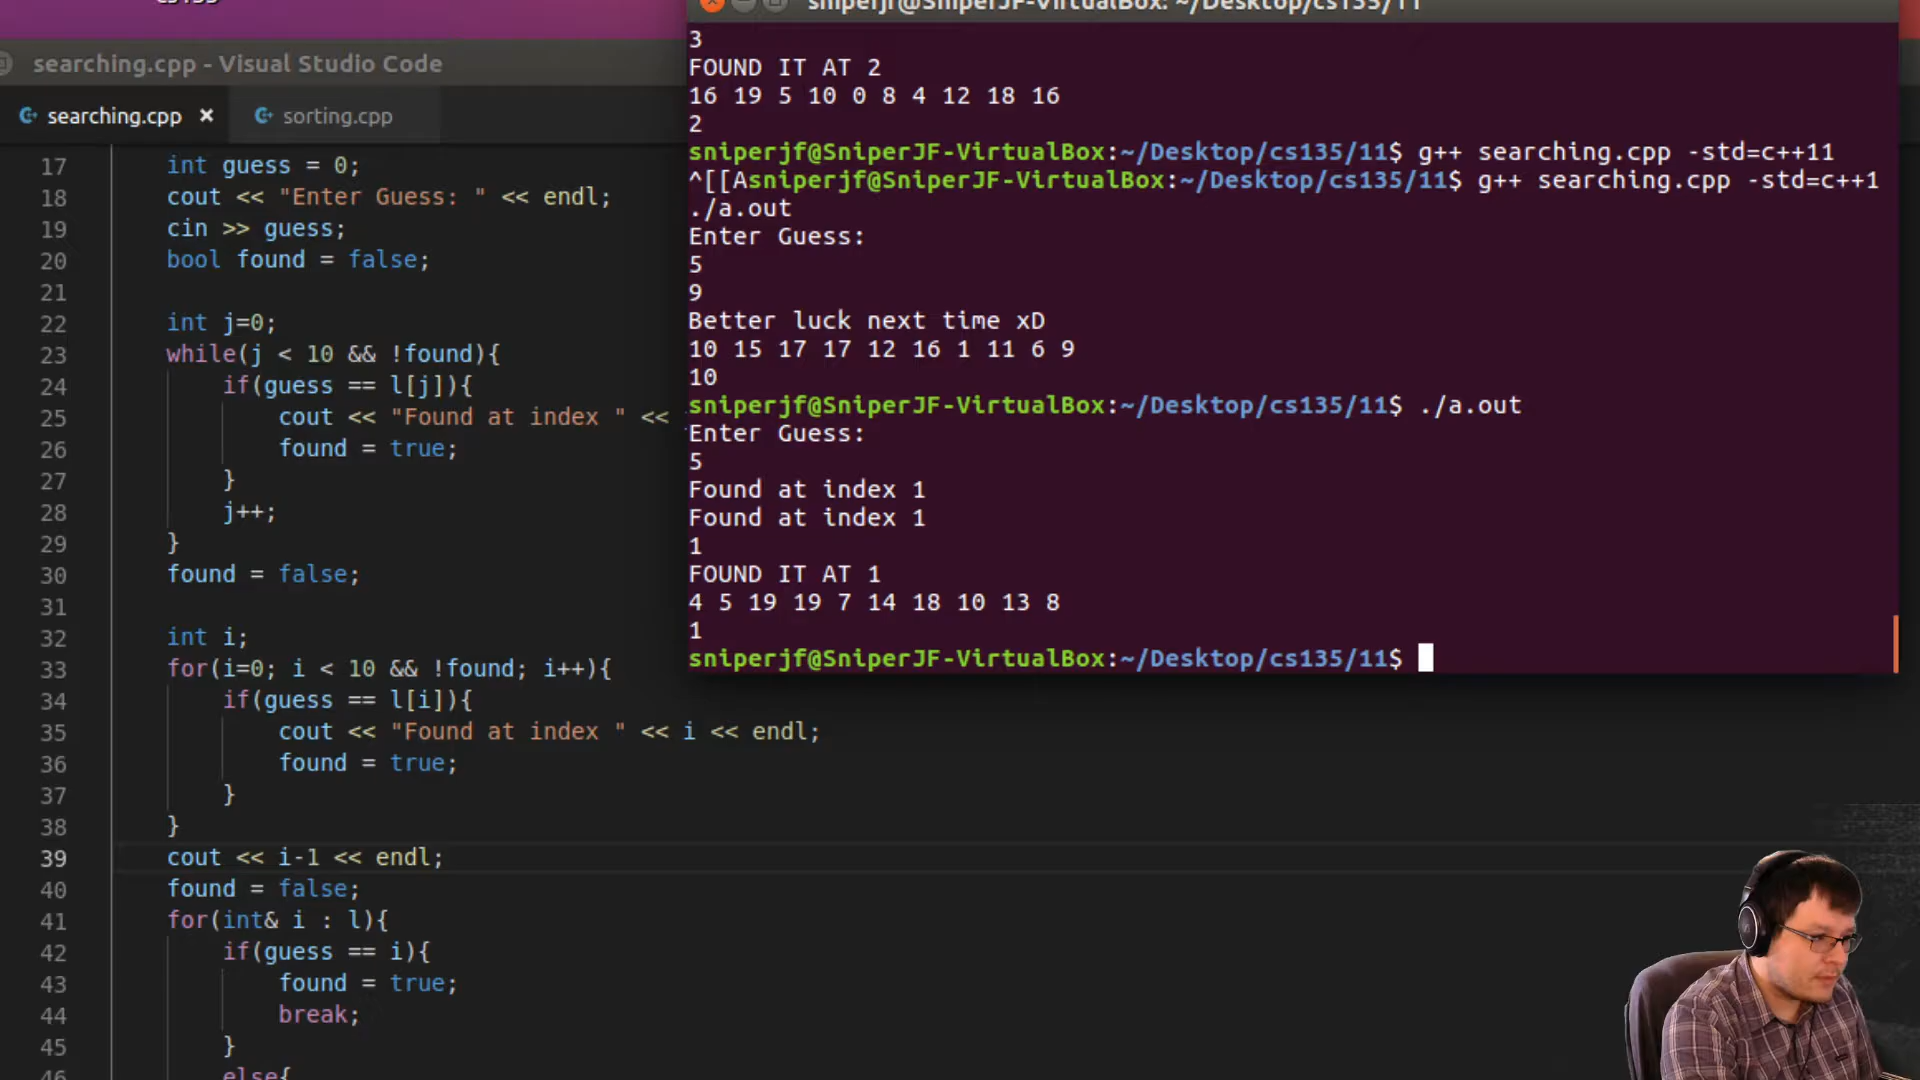 cs135
searching.cpp - Visual Studio Code
searching.cpp × sorting.cpp
17 int guess = 0;
18 cout << "Enter Guess: " << endl;
19 cin >> guess;
20 bool found = false;
21
22 int j=0;
23 while(j < 10 && !found){
24 if(guess == l[j]){
25 cout << "Found at index " <<
26 found = true;
27 }
28 j++;
29 }
30 found = false;
31
32 int i;
33 for(i=0; i < 10 && !found; i++){
34 if(guess == l[i]){
35 cout << "Found at index " << i << endl;
36 found = true;
37 }
38 }
39 cout << i-1 << endl;
40 found = false;
41 for(int& i : l){
42 if(guess == i){
43 found = true;
44 break;
45 }
46 else{
sniperjf@SniperJF-VirtualBox: ~/Desktop/cs135/11
3
FOUND IT AT 2
16 19 5 10 0 8 4 12 18 16
2
sniperjf@SniperJF-VirtualBox:~/Desktop/cs135/11$ g++ searching.cpp -std=c++11
^[[Asniperjf@SniperJF-VirtualBox:~/Desktop/cs135/11$ g++ searching.cpp -std=c++1
./a.out
Enter Guess:
5
9
Better luck next time xD
10 15 17 17 12 16 1 11 6 9
10
sniperjf@SniperJF-VirtualBox:~/Desktop/cs135/11$ ./a.out
Enter Guess:
5
Found at index 1
Found at index 1
1
FOUND IT AT 1
4 5 19 19 7 14 18 10 13 8
1
sniperjf@SniperJF-VirtualBox:~/Desktop/cs135/11$